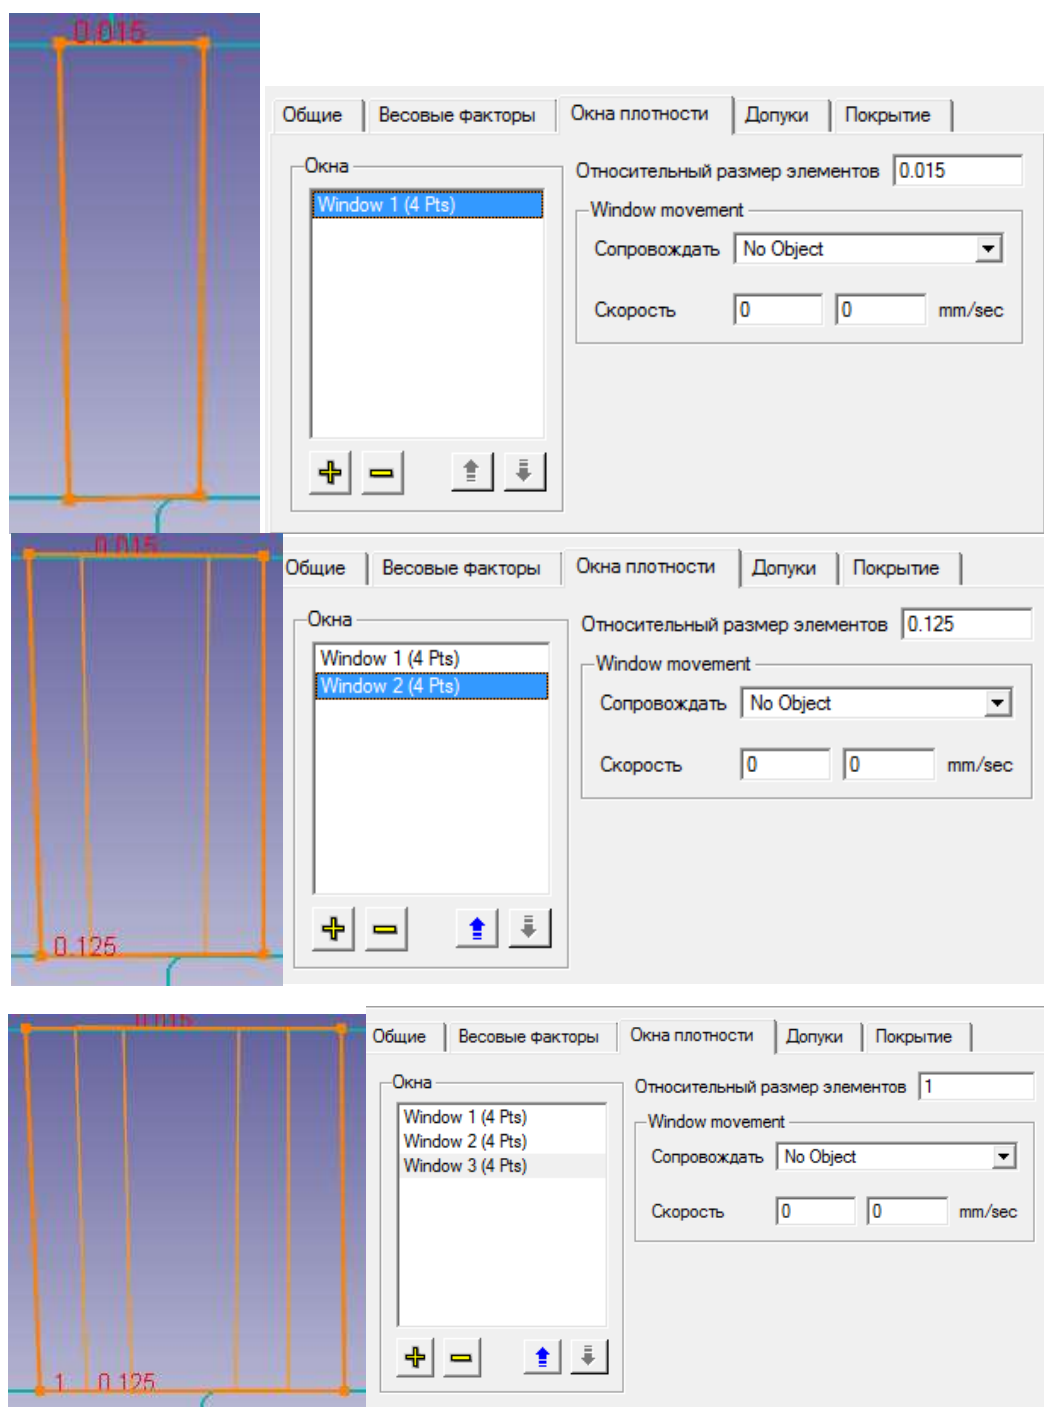 0.015
Общие Весовые факторы Окна плотности Допуки Покрытие
Окна
Относительный размер элементов 0.015
Window 1 (4 Pts)
Window movement
Сопровождать No Object
Скорость 0 0 mm/sec
0.015
Общие Весовые факторы Окна плотности Допуки Покрытие
Окна
Относительный размер элементов 0.125
Window 1 (4 Pts)
Window movement
Window 2 (4 Pts)
Сопровождать No Object
Скорость 0 0 mm/sec
0.125
0.015
Общие Весовые факторы Окна плотности Допуки Покрытие
Окна
Относительный размер элементов 1
Window 1 (4 Pts)
Window movement
Window 2 (4 Pts)
Window 3 (4 Pts)
Сопровождать No Object
Скорость 0 0 mm/sec
1 0.125